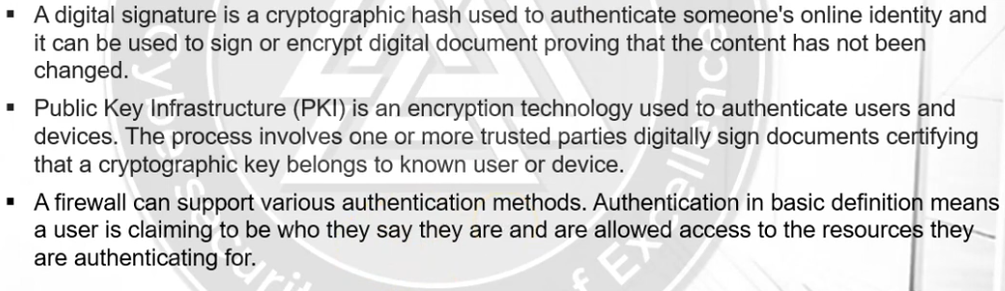 ▪ A digital signature is a cryptographic hash used to authenticate someone's online identity and
it can be used to sign or encrypt digital document proving that the content has not been
changed.
▪ Public Key Infrastructure (PKI) is an encryption technology used to authenticate users and
devices. The process involves one or more trusted parties digitally sign documents certifying
that a cryptographic key belongs to known user or device.
▪ A firewall can support various authentication methods. Authentication in basic definition means
a user is claiming to be who they say they are and are allowed access to the resources they
are authenticating for.
of Excellence